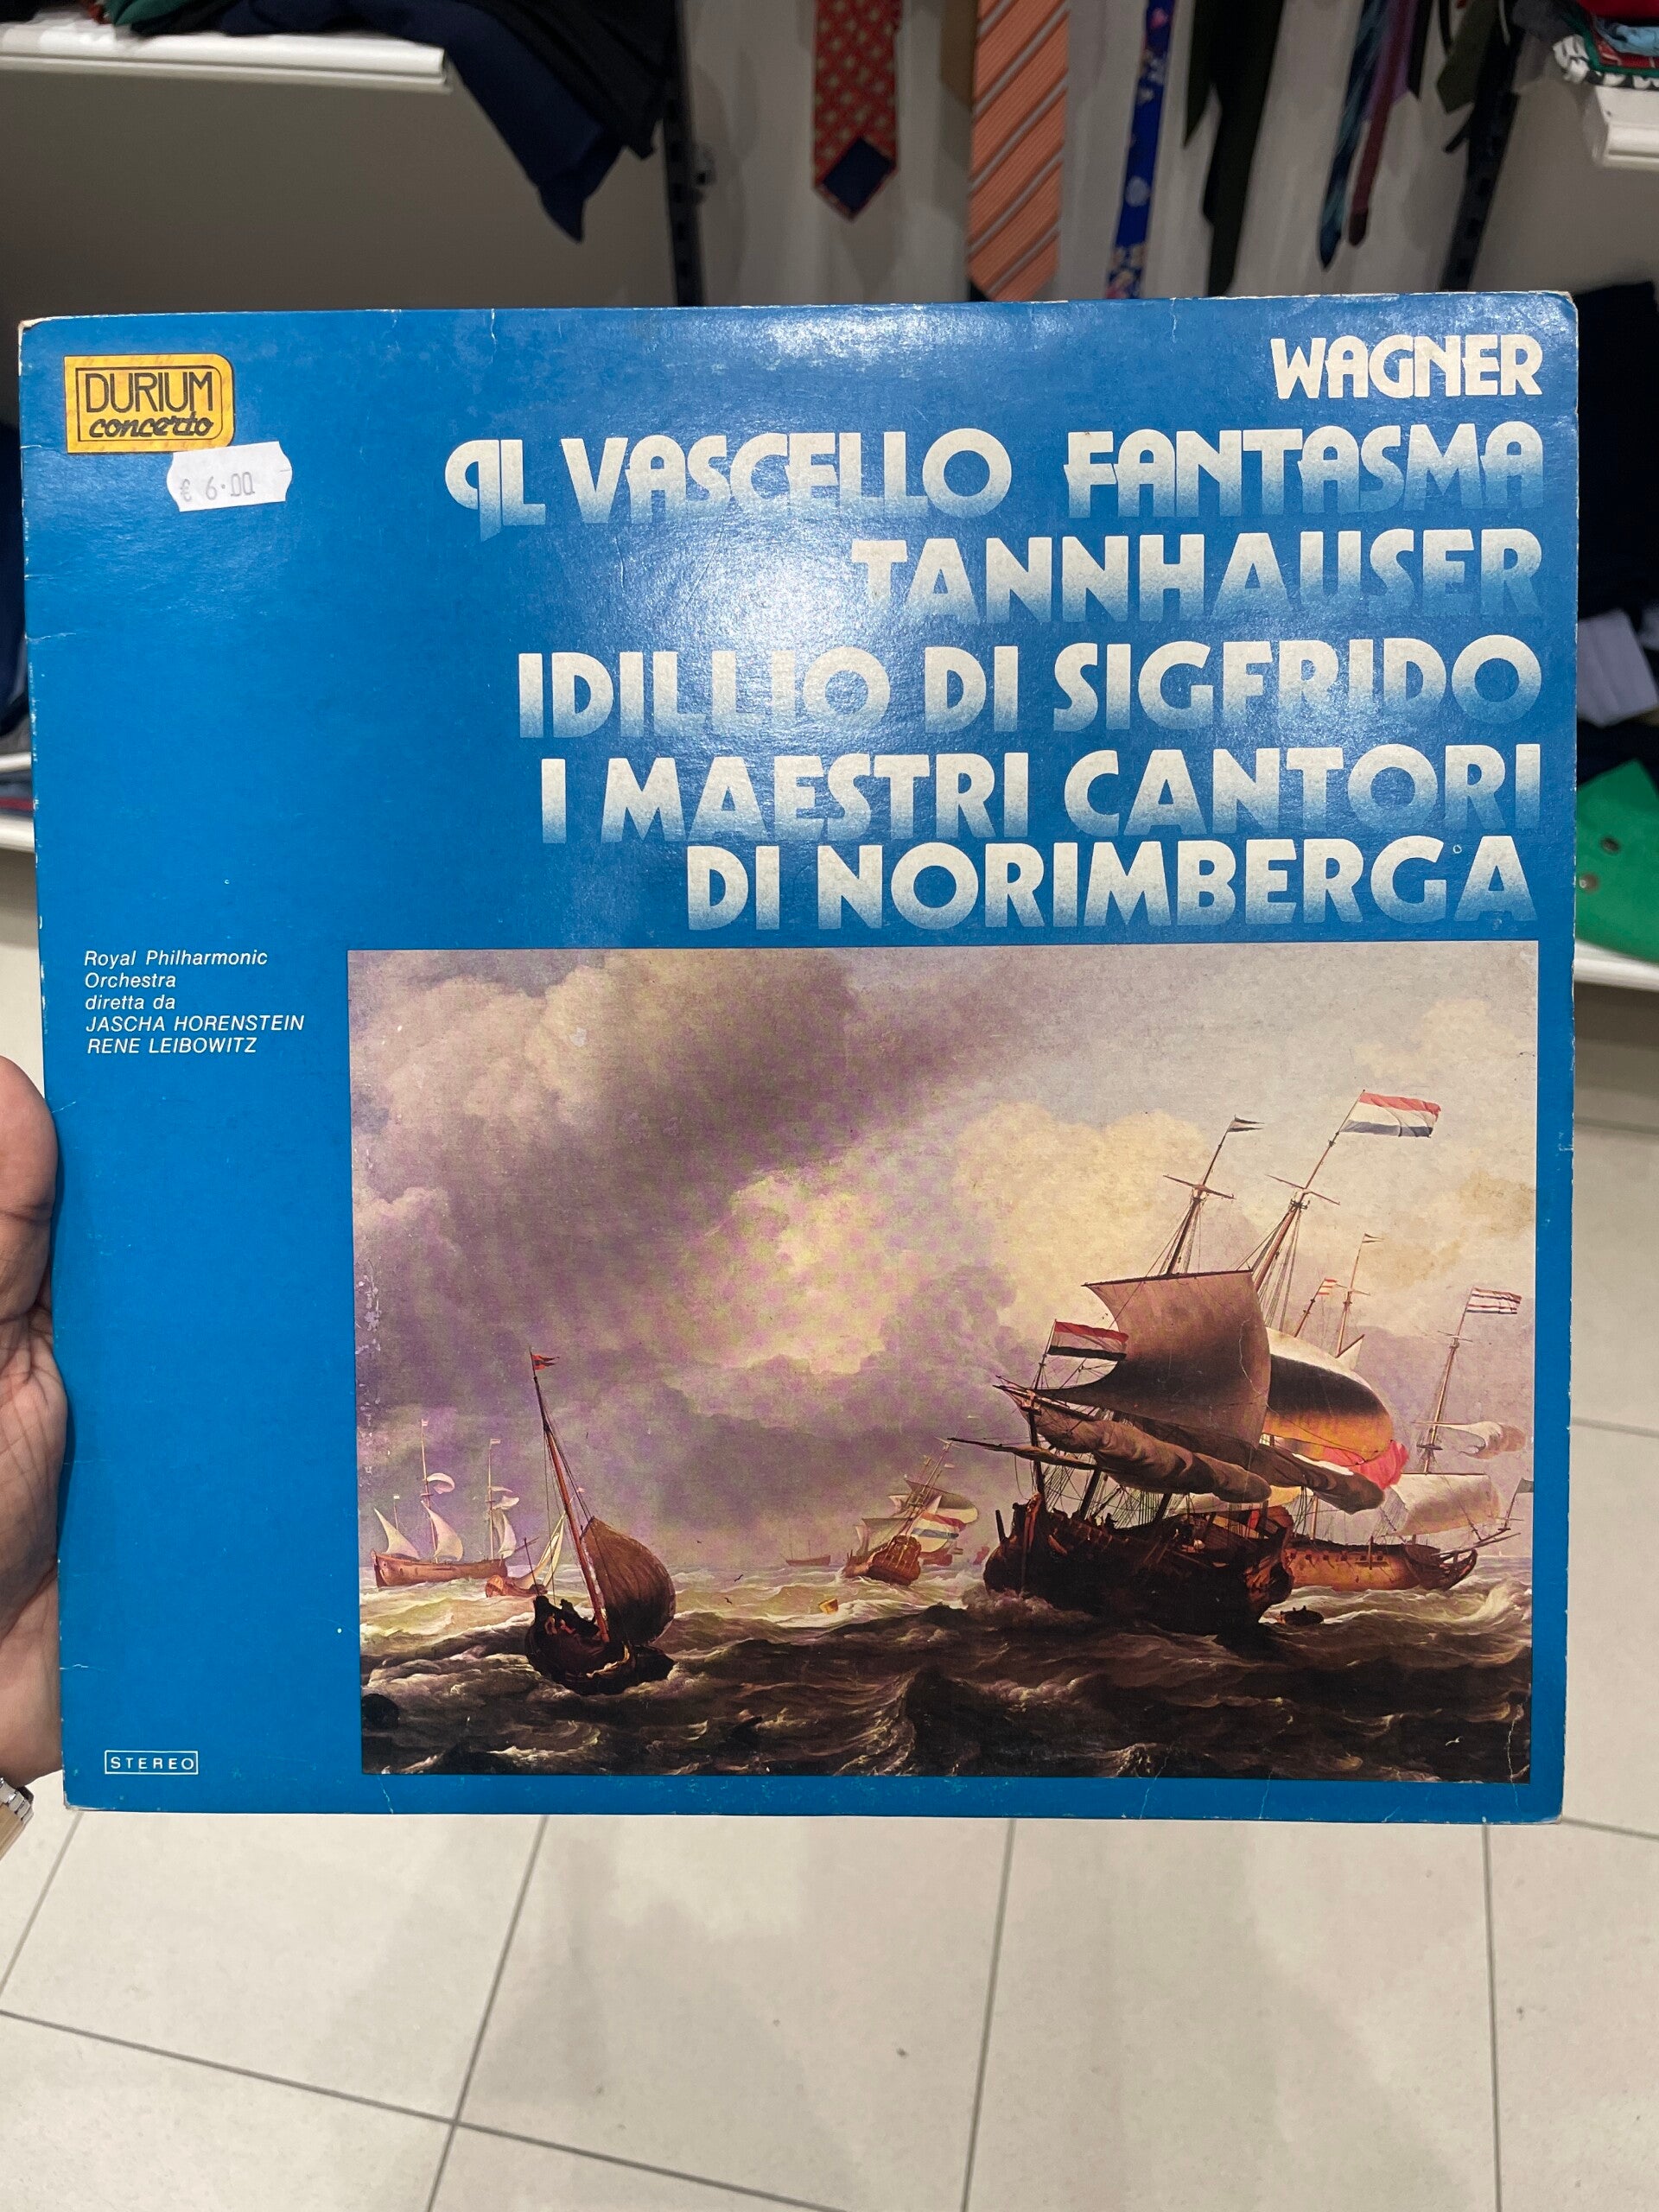 DURIUM
concerto
€ 6.00
WAGNER
IL VASCELLO FANTASMA
TANNHAUSER
IDILLIO DI SIGFRIDO
I MAESTRI CANTORI
DI NORIMBERGA
Royal Philharmonic
Orchestra
diretta da
JASCHA HORENSTEIN
RENE LEIBOWITZ
STEREO